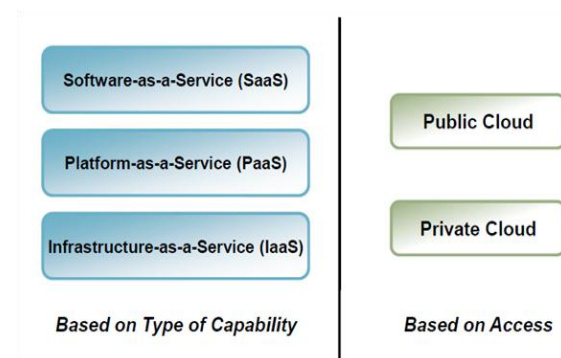 Software-as-a-Service (SaaS)
Platform-as-a-Service (PaaS)
Infrastructure-as-a-Service (IaaS)
Based on Type of Capability
Public Cloud
Private Cloud
Based on Access